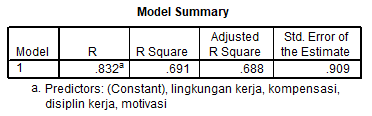 Model Summary
Model R R Square Adjusted R Square Std. Error of the Estimate
1 .832a .691 .688 .909
a. Predictors: (Constant), lingkungan kerja, kompensasi,
disiplin kerja, motivasi